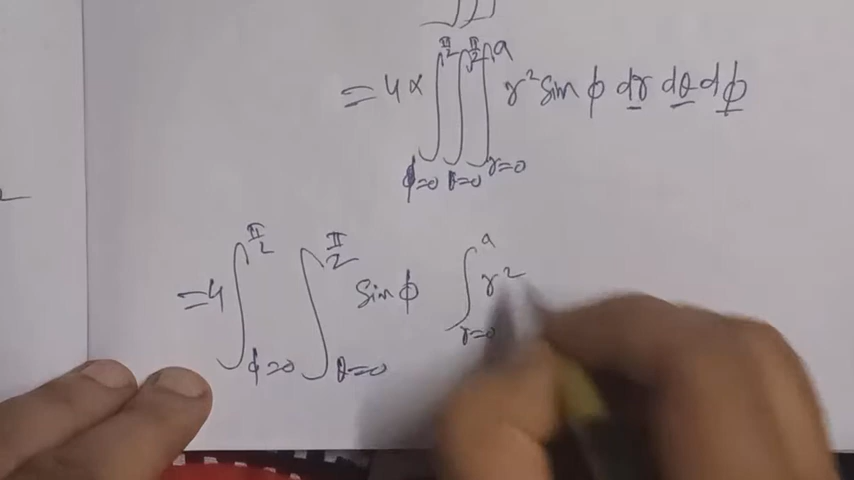 = 4 × ∫_{ϕ=0}^{π/2} ∫_{θ=0}^{π/2} ∫_{r=0}^{a} r² sin ϕ dr dθ dϕ
= 4 ∫_{ϕ=0}^{π/2} ∫_{θ=0}^{π/2} sin ϕ ∫_{r=0}^{a} r²